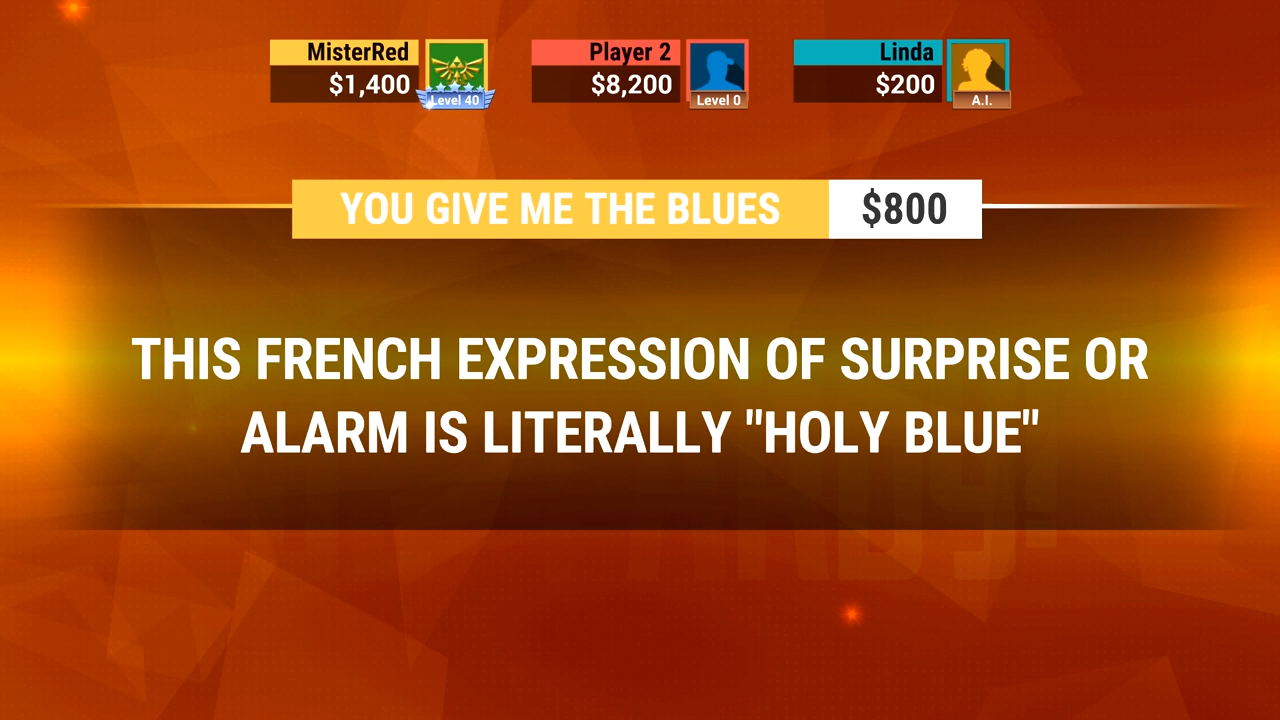 MisterRed
$1,400
Level 40
Player 2
$8,200
Level 0
Linda
$200
A.I.
YOU GIVE ME THE BLUES
$800
THIS FRENCH EXPRESSION OF SURPRISE OR
ALARM IS LITERALLY "HOLY BLUE"